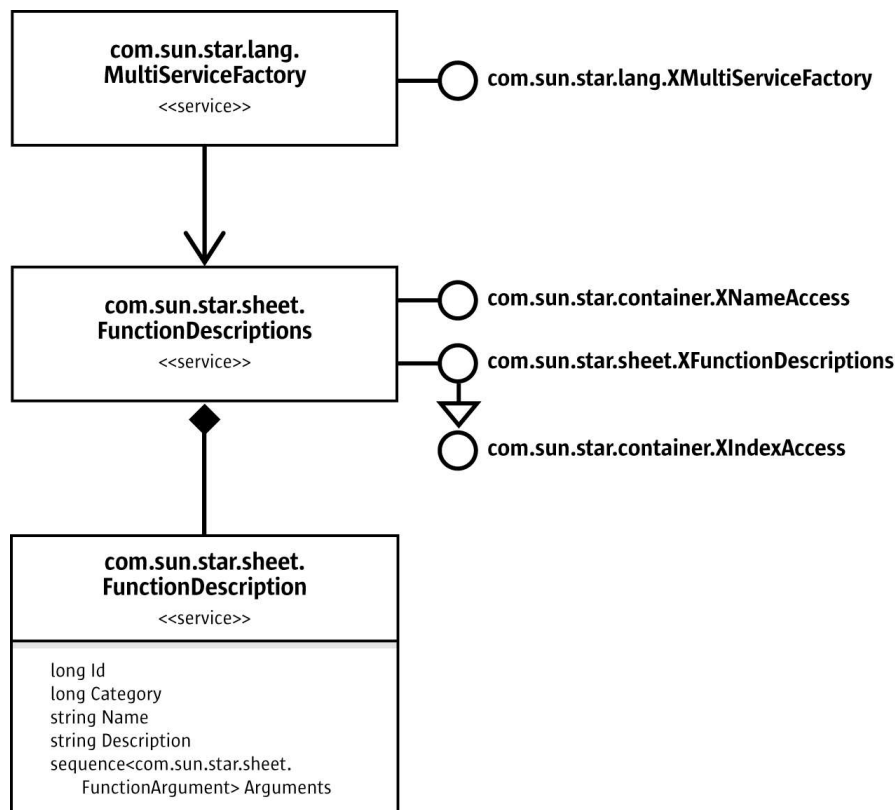 com.sun.star.lang.
MultiServiceFactory
<<service>>
com.sun.star.lang.XMultiServiceFactory
com.sun.star.sheet.
FunctionDescriptions
<<service>>
com.sun.star.container.XNameAccess
com.sun.star.sheet.XFunctionDescriptions
com.sun.star.container.XIndexAccess
com.sun.star.sheet.
FunctionDescription
<<service>>
long Id
long Category
string Name
string Description
sequence<com.sun.star.sheet.
FunctionArgument> Arguments